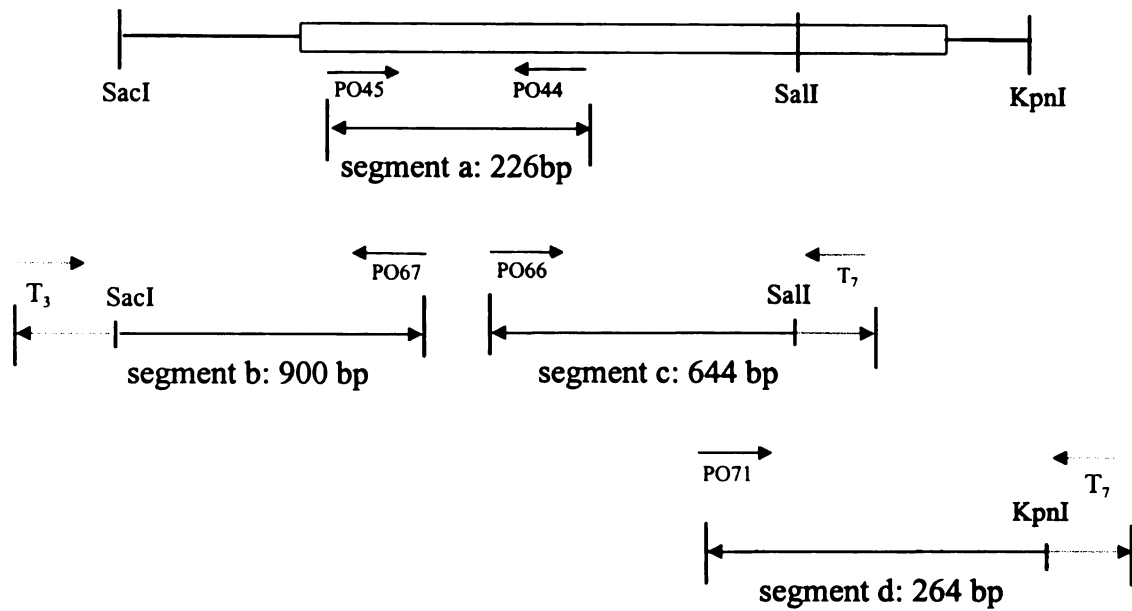 SacI
PO45
PO44
SalI
KpnI
segment a: 226bp
T3
SacI
PO67
PO66
SalI
T7
segment b: 900 bp
segment c: 644 bp
PO71
T7
KpnI
segment d: 264 bp